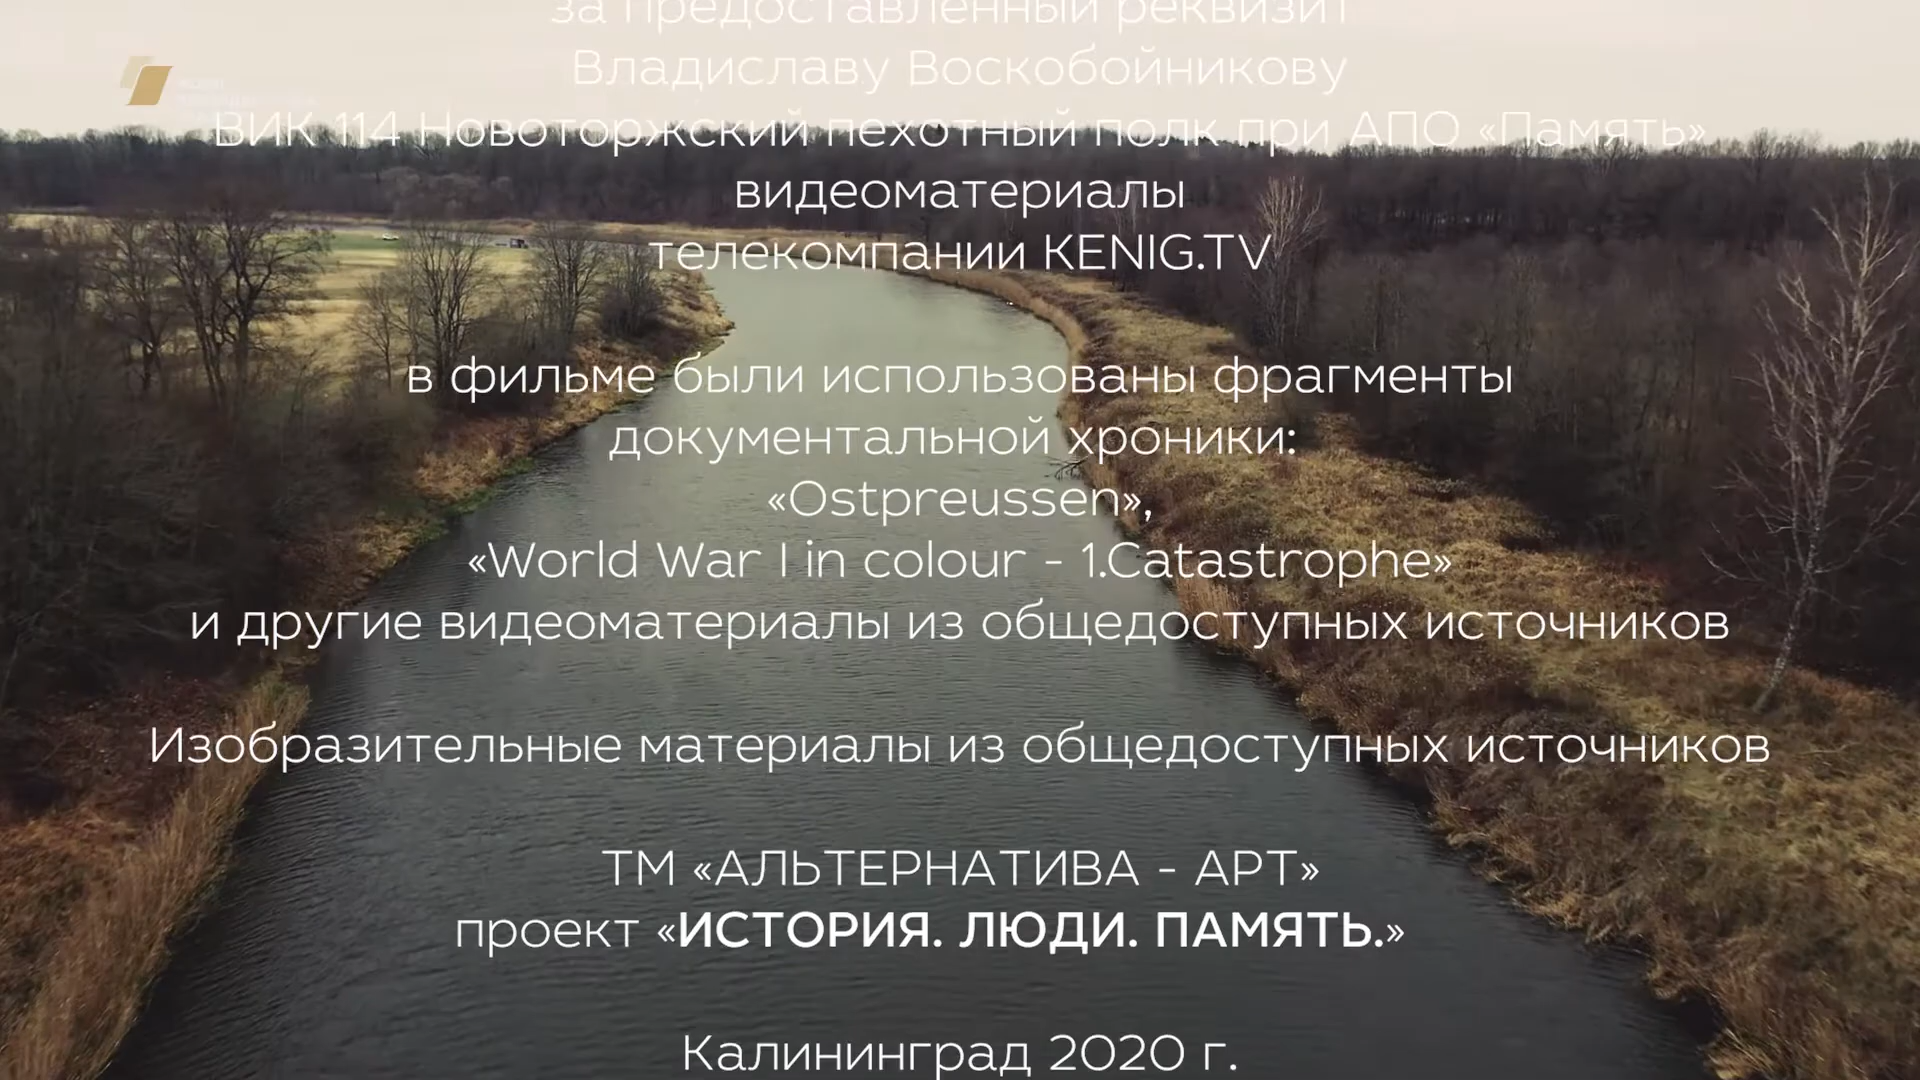 за предоставленный реквизит
Владиславу Воскобойникову
ВИК 114 Новоторжский пехотный полк при АПО «Память»
видеоматериалы
телекомпании KENIG.TV
в фильме были использованы фрагменты
документальной хроники:
«Ostpreussen»,
«World War I in colour - 1.Catastrophe»
и другие видеоматериалы из общедоступных источников
Изобразительные материалы из общедоступных источников
ТМ «АЛЬТЕРНАТИВА - АРТ»
проект «ИСТОРИЯ. ЛЮДИ. ПАМЯТЬ.»
Калининград 2020 г.